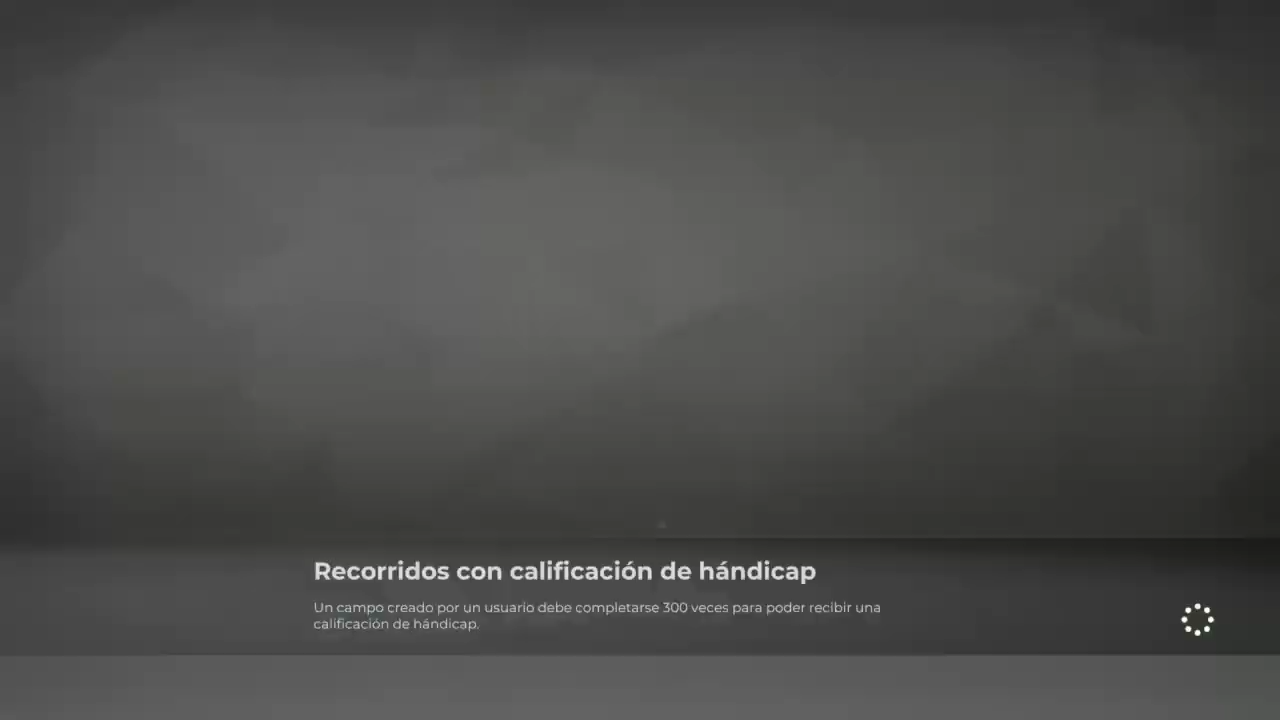 Recorridos con calificación de hándicap
Un campo creado por un usuario debe completarse 300 veces para poder recibir una
calificación de hándicap.